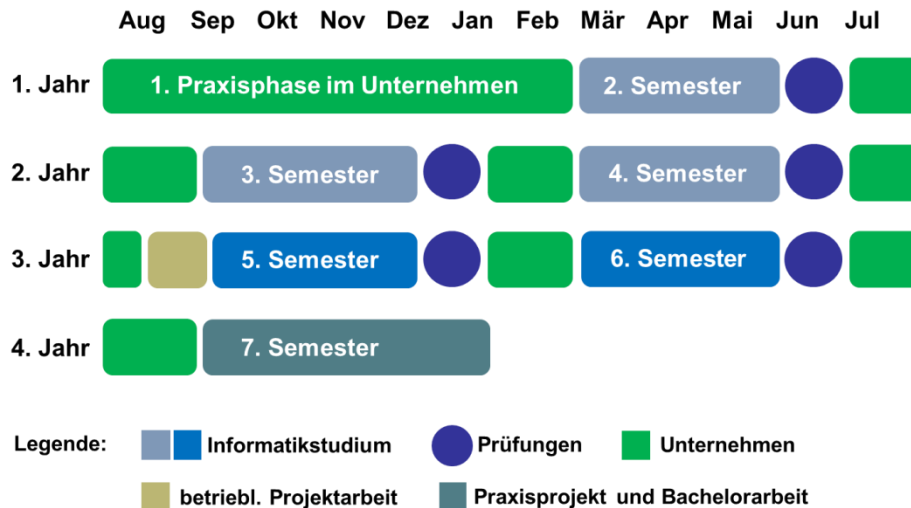 Aug Sep Okt Nov Dez Jan Feb Mär Apr Mai Jun Jul
1. Jahr 1. Praxisphase im Unternehmen 2. Semester
2. Jahr 3. Semester 4. Semester
3. Jahr 5. Semester 6. Semester
4. Jahr 7. Semester
Legende: Informatikstudium Prüfungen Unternehmen
betriebl. Projektarbeit Praxisprojekt und Bachelorarbeit